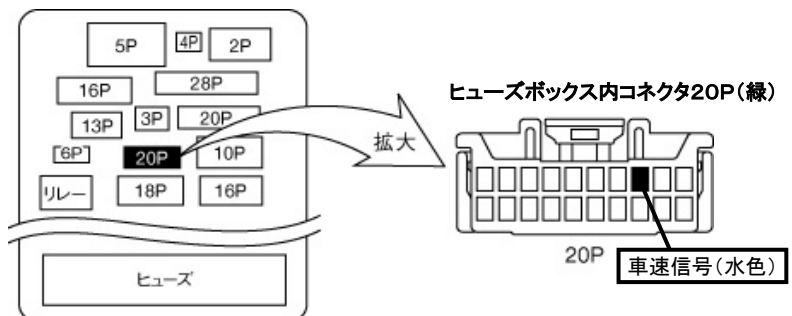 5P
4P
2P
16P
28P
13P
3P
20P
6P
20P
10P
リレー
18P
16P
ヒューズ
拡大
ヒューズボックス内コネクタ20P(緑)
20P
車速信号(水色)